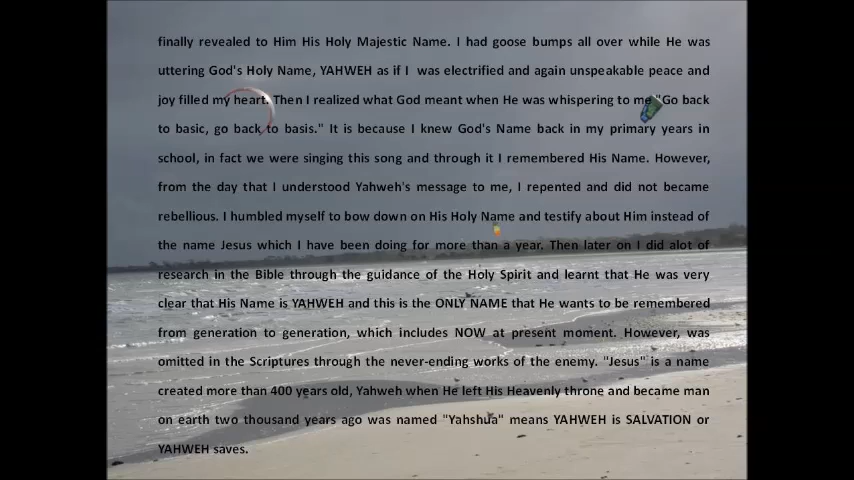 finally revealed to Him His Holy Majestic Name. I had goose bumps all over while He was
uttering God's Holy Name, YAHWEH as if I was electrified and again unspeakable peace and
joy filled my heart. Then I realized what God meant when He was whispering to me "Go back
to basic, go back to basis." It is because I knew God's Name back in my primary years in
school, in fact we were singing this song and through it I remembered His Name. However,
from the day that I understood Yahweh's message to me, I repented and did not became
rebellious. I humbled myself to bow down on His Holy Name and testify about Him instead of
the name Jesus which I have been doing for more than a year. Then later on I did alot of
research in the Bible through the guidance of the Holy Spirit and learnt that He was very
clear that His Name is YAHWEH and this is the ONLY NAME that He wants to be remembered
from generation to generation, which includes NOW at present moment. However, was
omitted in the Scriptures through the never-ending works of the enemy. "Jesus" is a name
created more than 400 years old, Yahweh when He left His Heavenly throne and became man
on earth two thousand years ago was named "Yahshua" means YAHWEH is SALVATION or
YAHWEH saves.